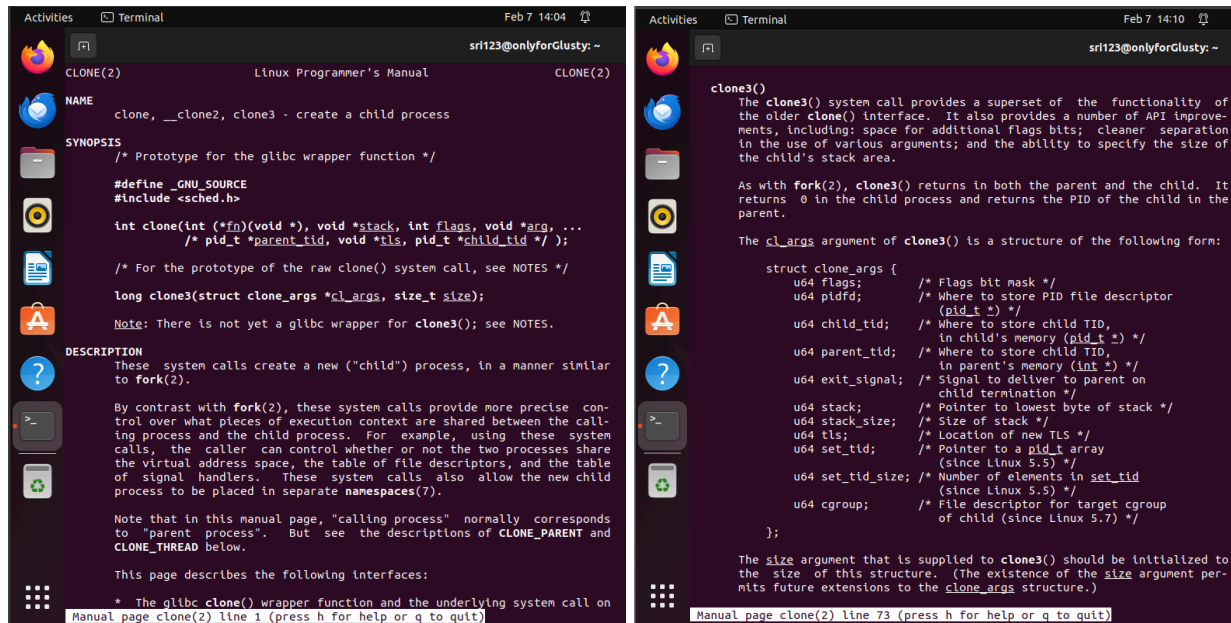 Activities Terminal Feb 7 14:04
sri123@onlyforGlusty: ~
CLONE(2) Linux Programmer's Manual CLONE(2)
NAME
clone, __clone2, clone3 - create a child process
SYNOPSIS
/* Prototype for the glibc wrapper function */
#define _GNU_SOURCE
#include <sched.h>
int clone(int (*fn)(void *), void *stack, int flags, void *arg, ...
/* pid_t *parent_tid, void *tls, pid_t *child_tid */ );
/* For the prototype of the raw clone() system call, see NOTES */
long clone3(struct clone_args *cl_args, size_t size);
Note: There is not yet a glibc wrapper for clone3(); see NOTES.
DESCRIPTION
These system calls create a new ("child") process, in a manner similar
to fork(2).
By contrast with fork(2), these system calls provide more precise con-
trol over what pieces of execution context are shared between the call-
ing process and the child process. For example, using these system
calls, the caller can control whether or not the two processes share
the virtual address space, the table of file descriptors, and the table
of signal handlers. These system calls also allow the new child
process to be placed in separate namespaces(7).
Note that in this manual page, "calling process" normally corresponds
to "parent process". But see the descriptions of CLONE_PARENT and
CLONE_THREAD below.
This page describes the following interfaces:
* The glibc clone() wrapper function and the underlying system call on
Manual page clone(2) line 1 (press h for help or q to quit)
Activities Terminal Feb 7 14:10
sri123@onlyforGlusty: ~
clone3()
The clone3() system call provides a superset of the functionality of
the older clone() interface. It also provides a number of API improve-
ments, including: space for additional flags bits; cleaner separation
in the use of various arguments; and the ability to specify the size of
the child's stack area.
As with fork(2), clone3() returns in both the parent and the child. It
returns 0 in the child process and returns the PID of the child in the
parent.
The cl_args argument of clone3() is a structure of the following form:
struct clone_args {
u64 flags; /* Flags bit mask */
u64 pidfd; /* Where to store PID file descriptor
(pid_t *) */
u64 child_tid; /* Where to store child TID,
in child's memory (pid_t *) */
u64 parent_tid; /* Where to store child TID,
in parent's memory (int *) */
u64 exit_signal; /* Signal to deliver to parent on
child termination */
u64 stack; /* Pointer to lowest byte of stack */
u64 stack_size; /* Size of stack */
u64 tls; /* Location of new TLS */
u64 set_tid; /* Pointer to a pid_t array
(since Linux 5.5) */
u64 set_tid_size; /* Number of elements in set_tid
(since Linux 5.5) */
u64 cgroup; /* File descriptor for target cgroup
of child (since Linux 5.7) */
};
The size argument that is supplied to clone3() should be initialized to
the size of this structure. (The existence of the size argument per-
mits future extensions to the clone_args structure.)
Manual page clone(2) line 73 (press h for help or q to quit)